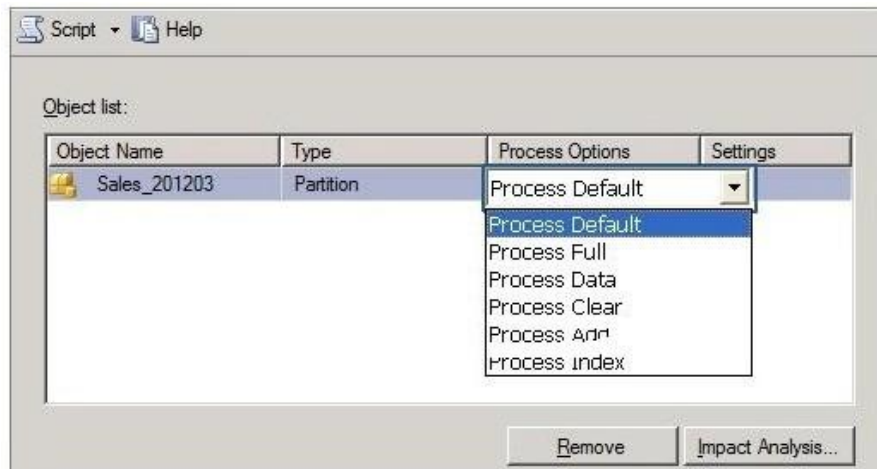 Script Help
Object list:
Object Name Type Process Options Settings
Sales_201203 Partition Process Default
Process Default
Process Full
Process Data
Process Clear
Process Add
Process Index
Remove Impact Analysis...